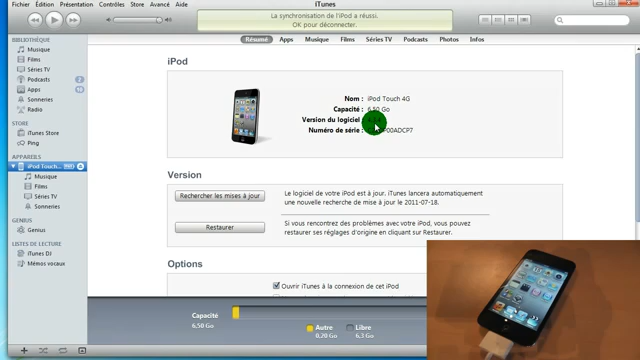 iTunes
Fichier Édition Présentation Contrôles Store Avancé Aide
La synchronisation de l'iPod a réussi.
OK pour déconnecter.
BIBLIOTHÈQUE
Musique
Films
Séries TV
Podcasts 2
Apps
Sonneries
Radio
iTunes Store
Ping
APPAREILS
iPod Touch...
Musique
Films
Séries TV
Sonneries
GENIUS
Genius
LISTES DE LECTURE
iTunes DJ
Mémos vocaux
Résumé Apps Musique Films Séries TV Podcasts Photos Infos
iPod
Nom : iPod Touch 4G
Capacité : 6,50 Go
Version du logiciel :
Numéro de série :
Version
Rechercher les mises à jour
Le logiciel de votre iPod est à jour. iTunes lancera automatiquement
une nouvelle recherche de mise à jour le 2011-07-18.
Restaurer
Si vous rencontrez des problèmes avec votre iPod, vous pouvez
restaurer ses réglages d'origine en cliquant sur Restaurer.
Options
Ouvrir iTunes à la connexion de cet iPod
Capacité
6,50 Go
Autre
0,20 Go
Libre
6,3 Go